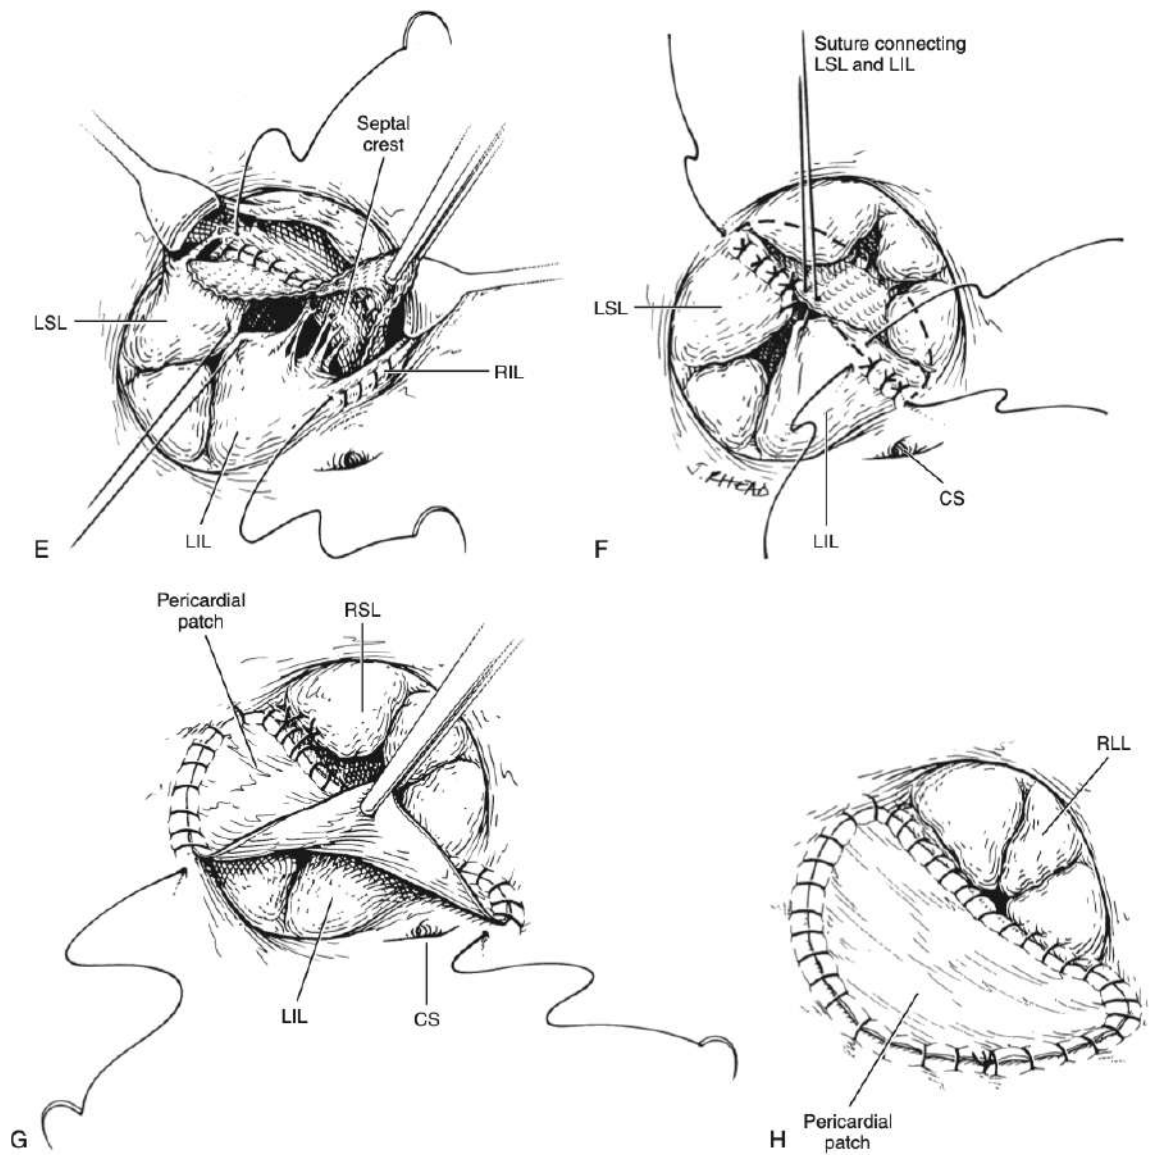 Septal
crest
LSL
RIL
LIL
E
Suture connecting
LSL and LIL
LSL
J. RHEAD
CS
LIL
F
Pericardial
patch
RSL
LIL
CS
G
RLL
Pericardial
patch
H